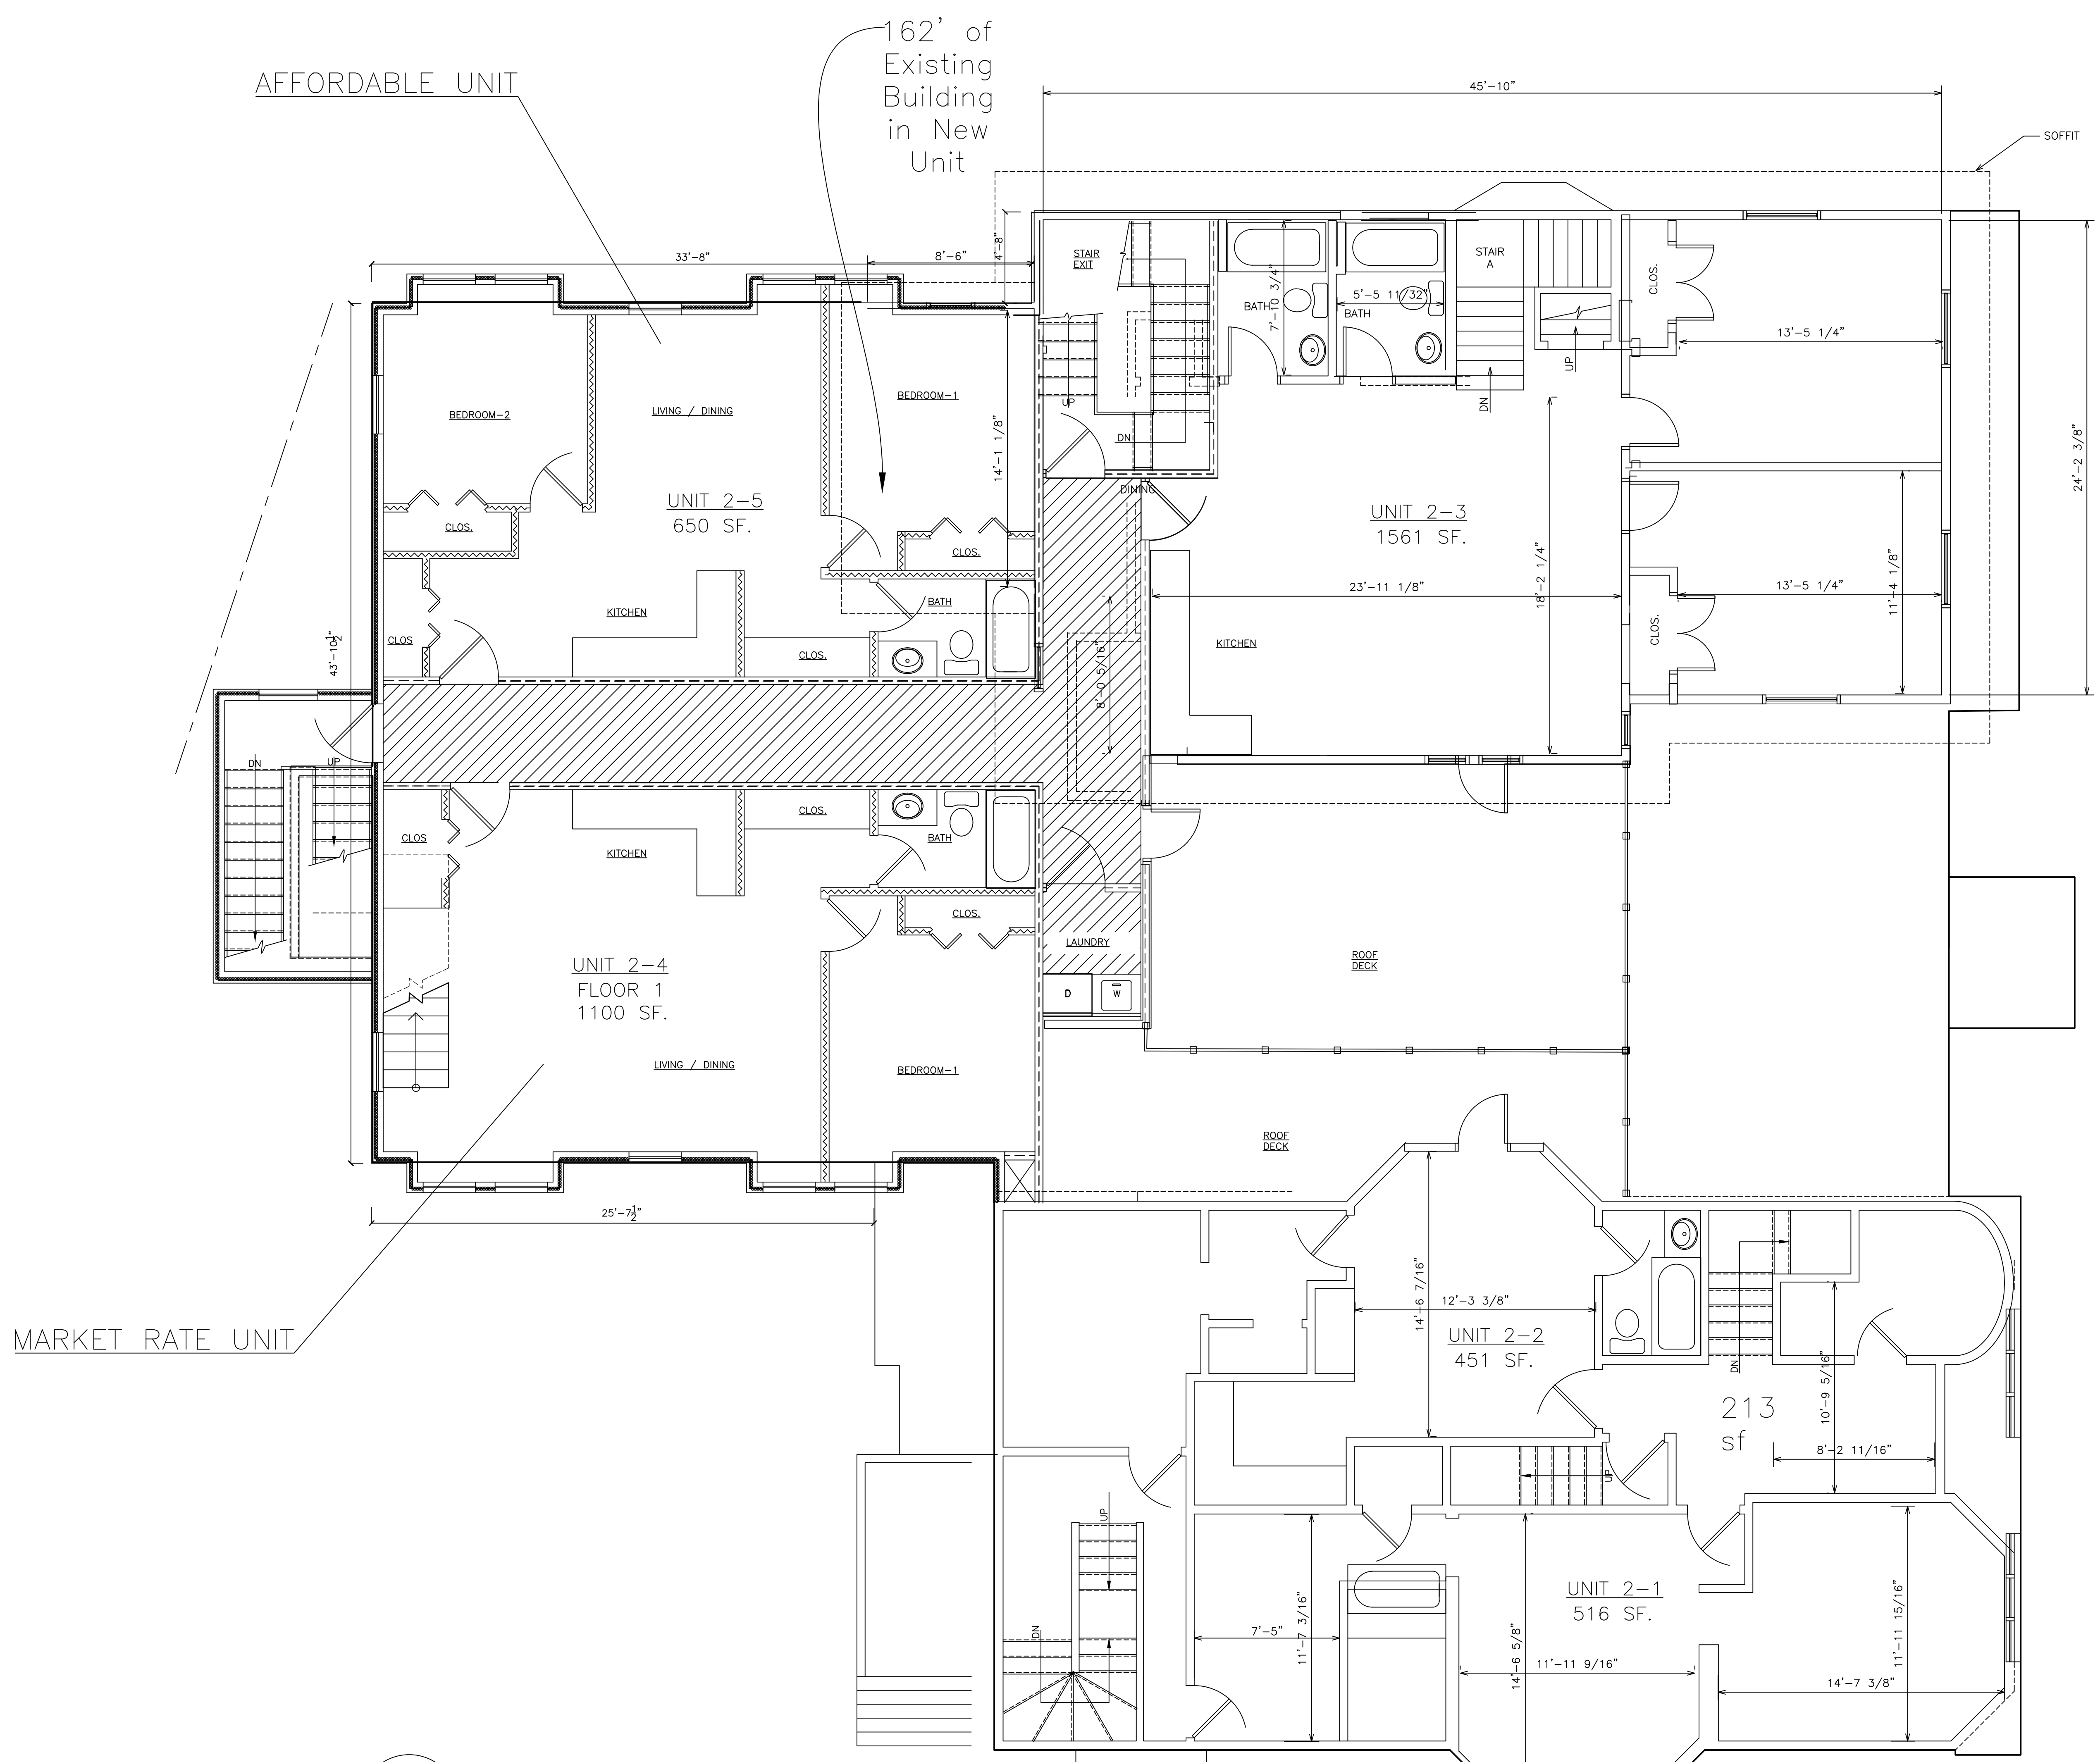 162' of
Existing
Building
in New
Unit
AFFORDABLE UNIT
45'-10"
SOFFIT
33'-8"
8'-6"
4'-8"
STAIR
EXIT
BATH
7'-10 3/4"
5'-5 11/32"
BATH
STAIR
A
CLOS.
13'-5 1/4"
24'-2 3/8"
UP
DN
UP
DN
BEDROOM-2
LIVING / DINING
BEDROOM-1
14'-1 1/8"
DINING
UNIT 2-5
650 SF.
UNIT 2-3
1561 SF.
CLOS.
CLOS.
23'-11 1/8"
18'-2 1/4"
13'-5 1/4"
11'-4 1/8"
CLOS.
KITCHEN
BATH
CLOS
CLOS.
KITCHEN
8'-0 5/16"
43'-10 1/2"
DN
UP
CLOS
KITCHEN
CLOS.
BATH
CLOS.
LAUNDRY
D
W
ROOF
DECK
UNIT 2-4
FLOOR 1
1100 SF.
LIVING / DINING
BEDROOM-1
ROOF
DECK
25'-7 1/2"
MARKET RATE UNIT
14'-6 7/16"
12'-3 3/8"
UNIT 2-2
451 SF.
DN
10'-9 5/16"
213
sf
8'-2 11/16"
UP
UP
DN
7'-5"
11'-7 3/16"
UNIT 2-1
516 SF.
14'-6 5/8"
11'-11 9/16"
11'-11 15/16"
14'-7 3/8"